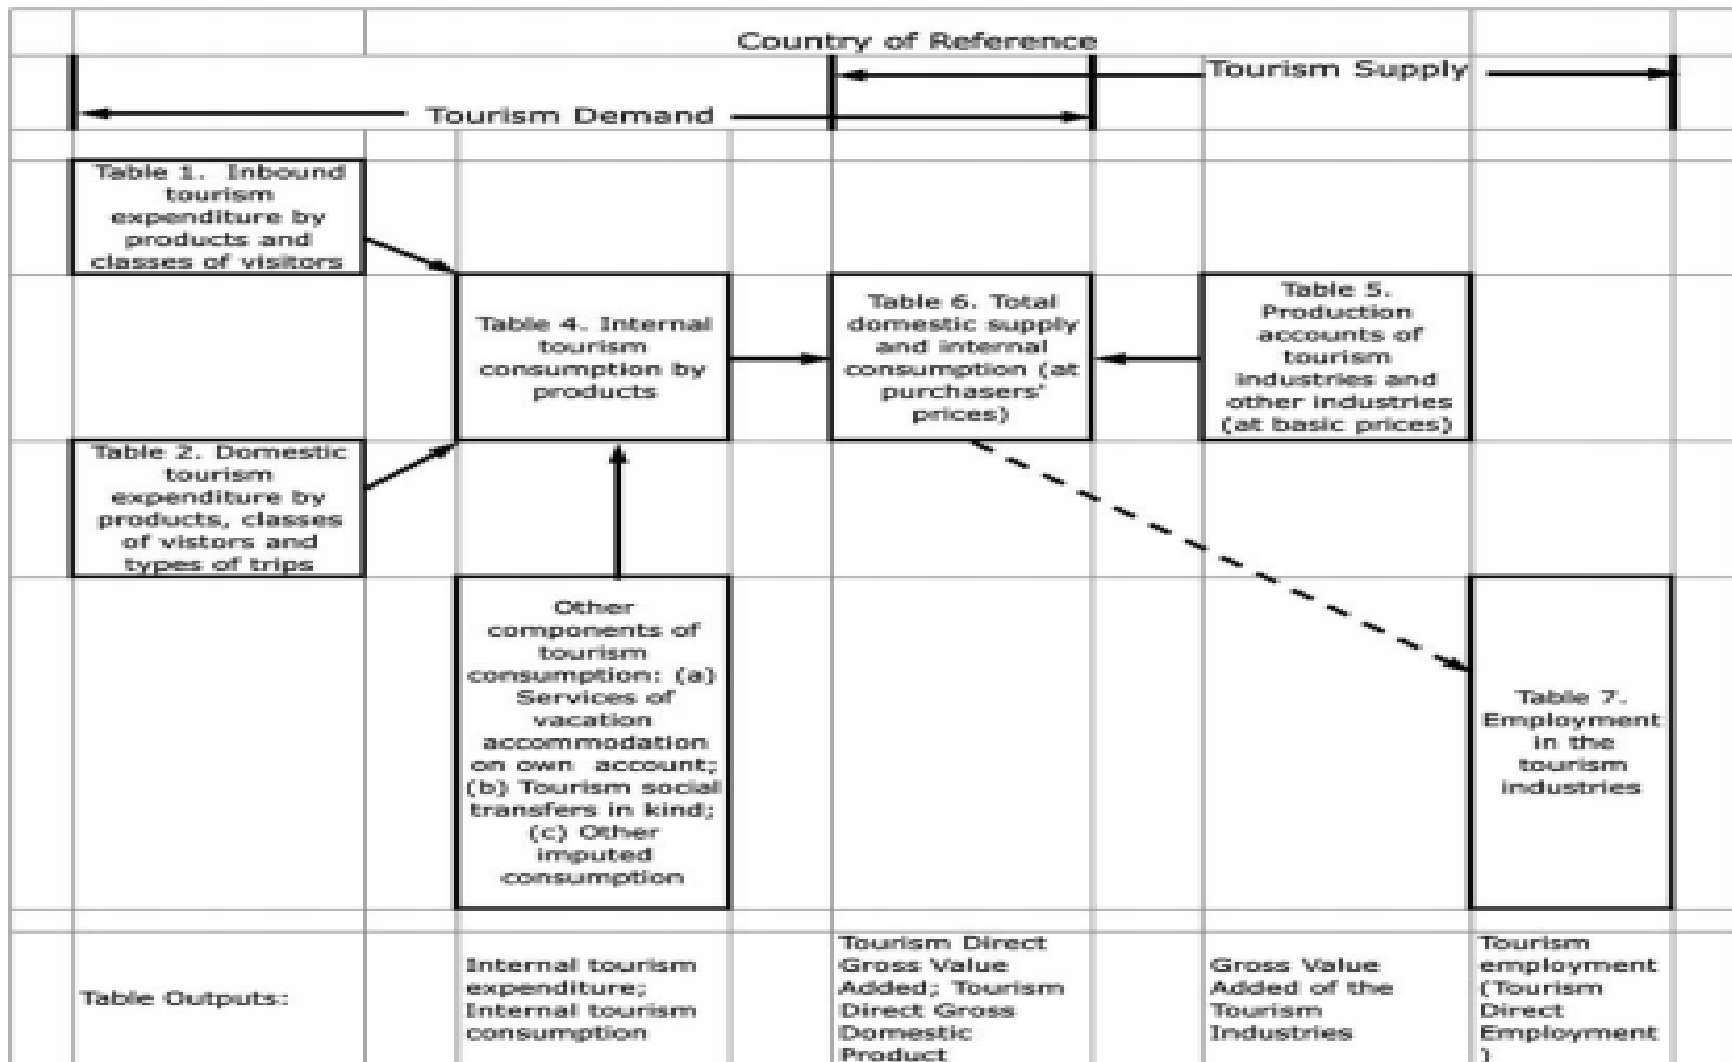 Country of Reference
Tourism Supply
Tourism Demand
Table 1. Inbound
tourism
expenditure by
products and
classes of visitors
Table 4. Internal
tourism
consumption by
products
Table 6. Total
domestic supply
and internal
consumption (at
purchasers'
prices)
Table 5.
Production
accounts of
tourism
industries and
other industries
(at basic prices)
Table 2. Domestic
tourism
expenditure by
products, classes
of vistors and
types of trips
Other
components of
tourism
consumption: (a)
Services of
vacation
accommodation
on own account;
(b) Tourism social
transfers in kind;
(c) Other
imputed
consumption
Table 7.
Employment
in the
tourism
industries
Table Outputs:
Internal tourism
expenditure;
Internal tourism
consumption
Tourism Direct
Gross Value
Added; Tourism
Direct Gross
Domestic
Product
Gross Value
Added of the
Tourism
Industries
Tourism
employment
(Tourism
Direct
Employment
)